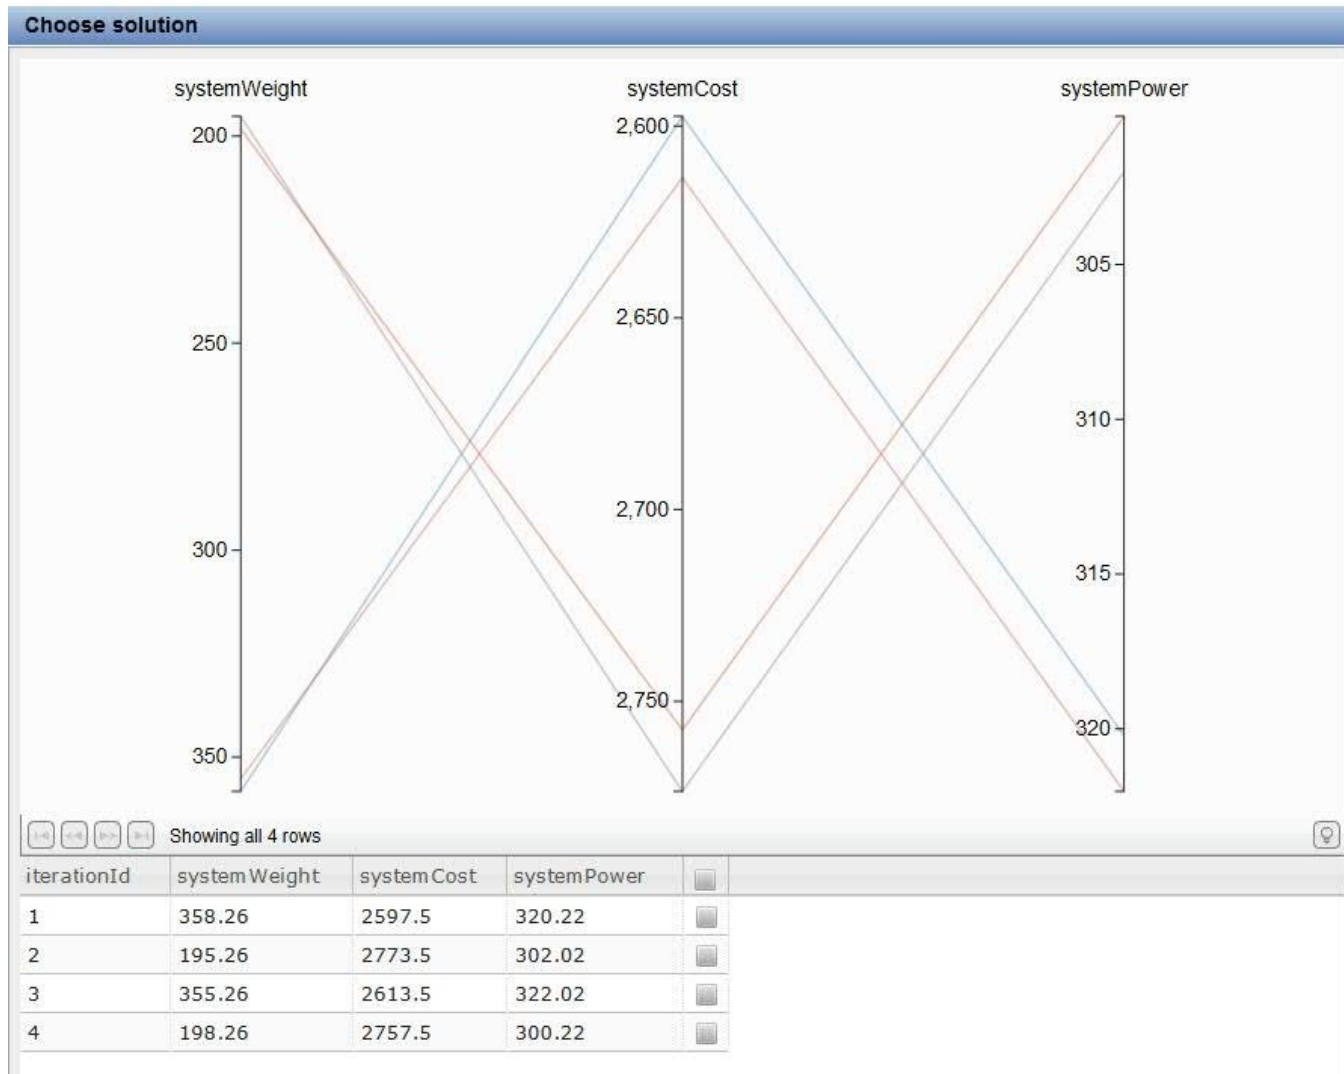 Choose solution
systemWeight systemCost systemPower
200
250
300
350
2,600
2,650
2,700
2,750
305
310
315
320
Showing all 4 rows
iterationId systemWeight systemCost systemPower
1 358.26 2597.5 320.22
2 195.26 2773.5 302.02
3 355.26 2613.5 322.02
4 198.26 2757.5 300.22